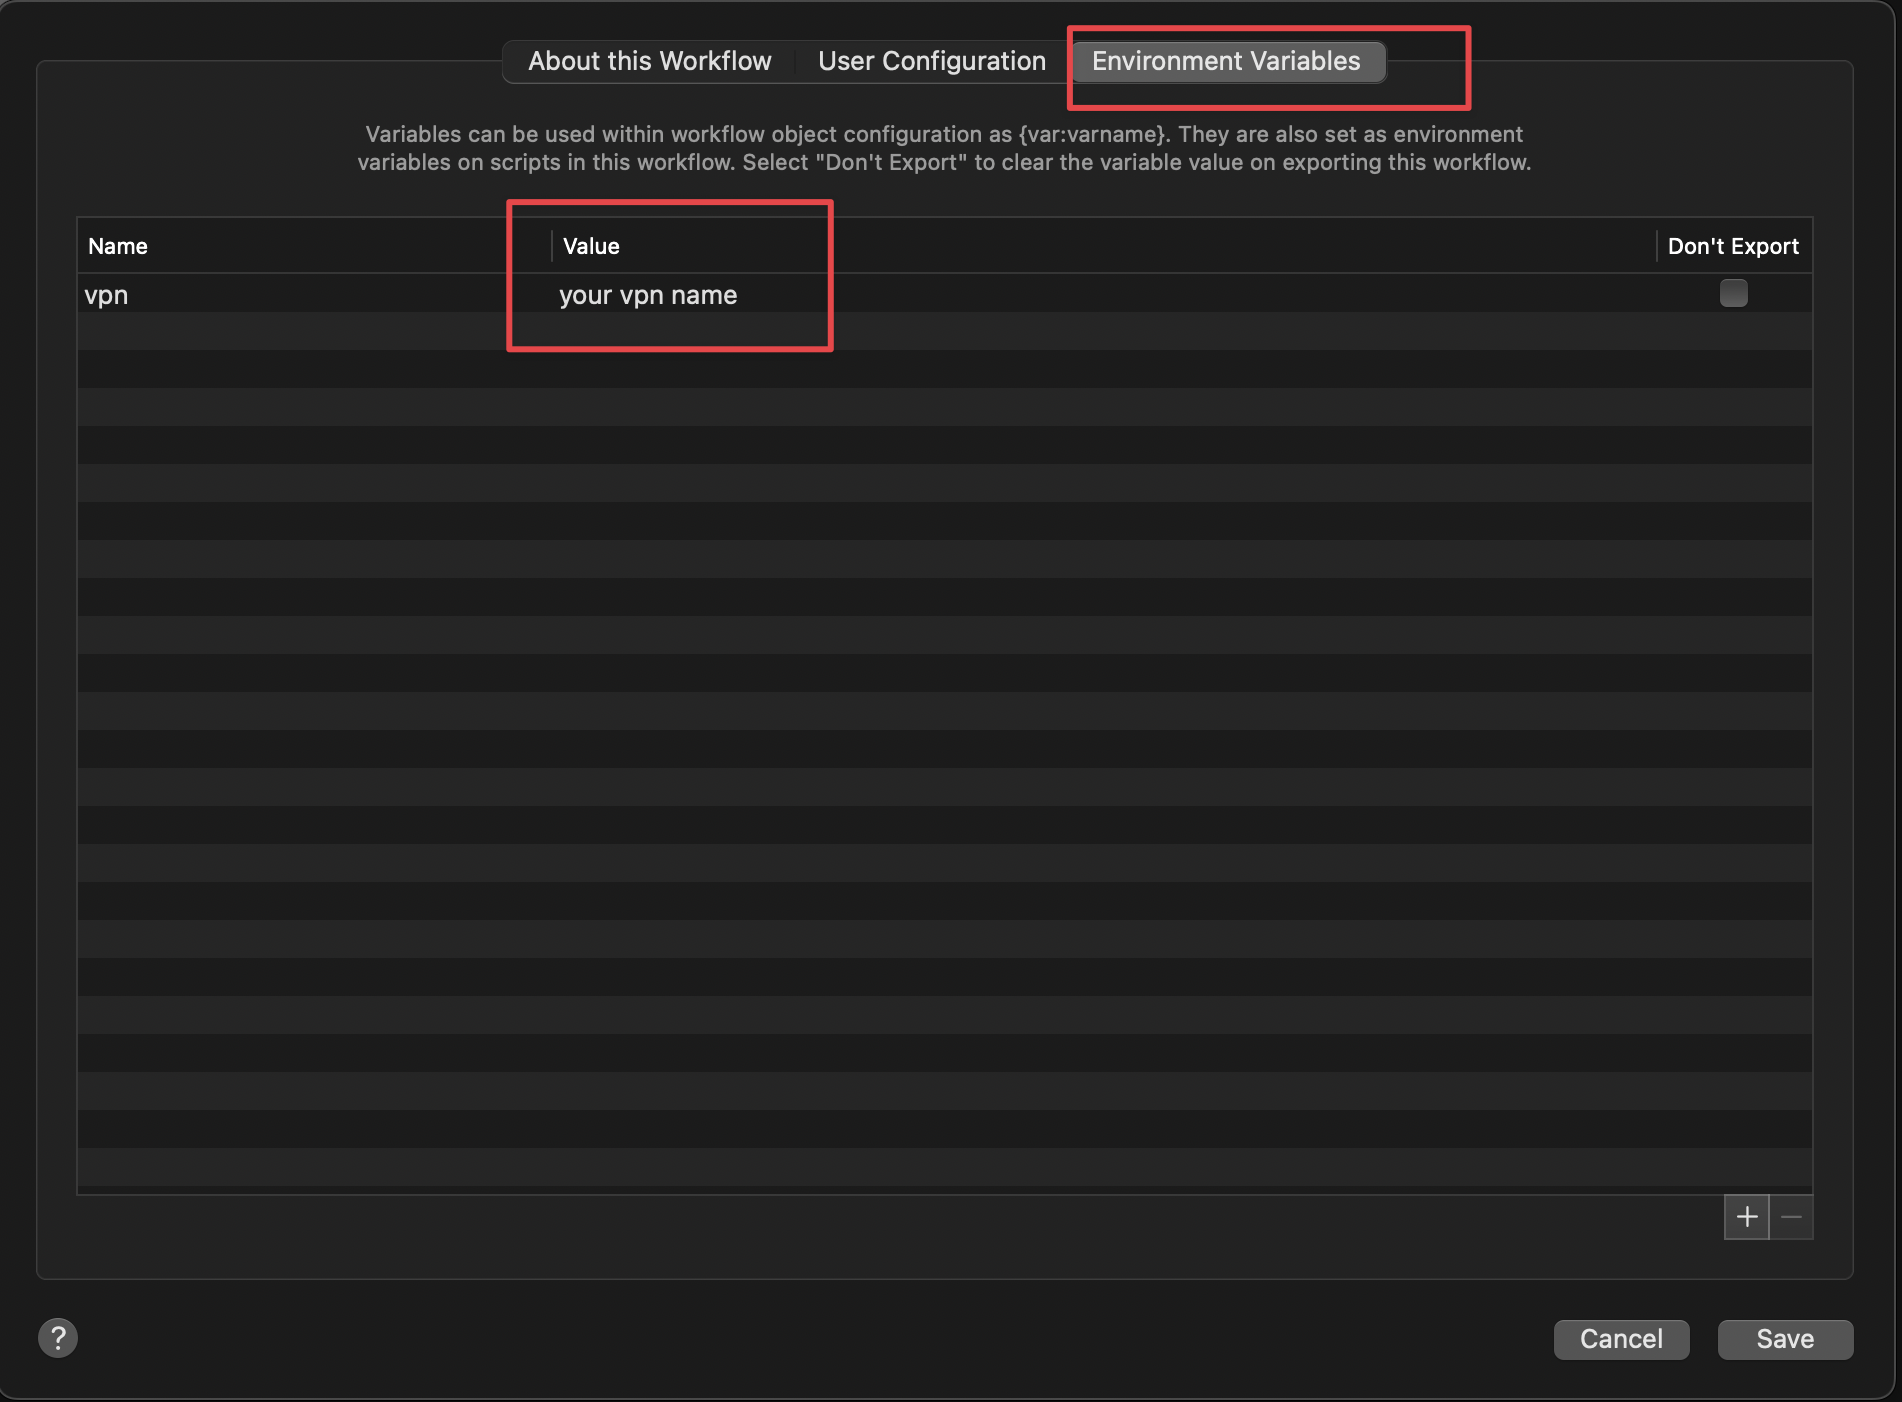 About this Workflow
User Configuration
Environment Variables
Variables can be used within workflow object configuration as {var:varname}. They are also set as environment
variables on scripts in this workflow. Select "Don't Export" to clear the variable value on exporting this workflow.
Name
Value
Don't Export
vpn
your vpn name
+
−
?
Cancel
Save